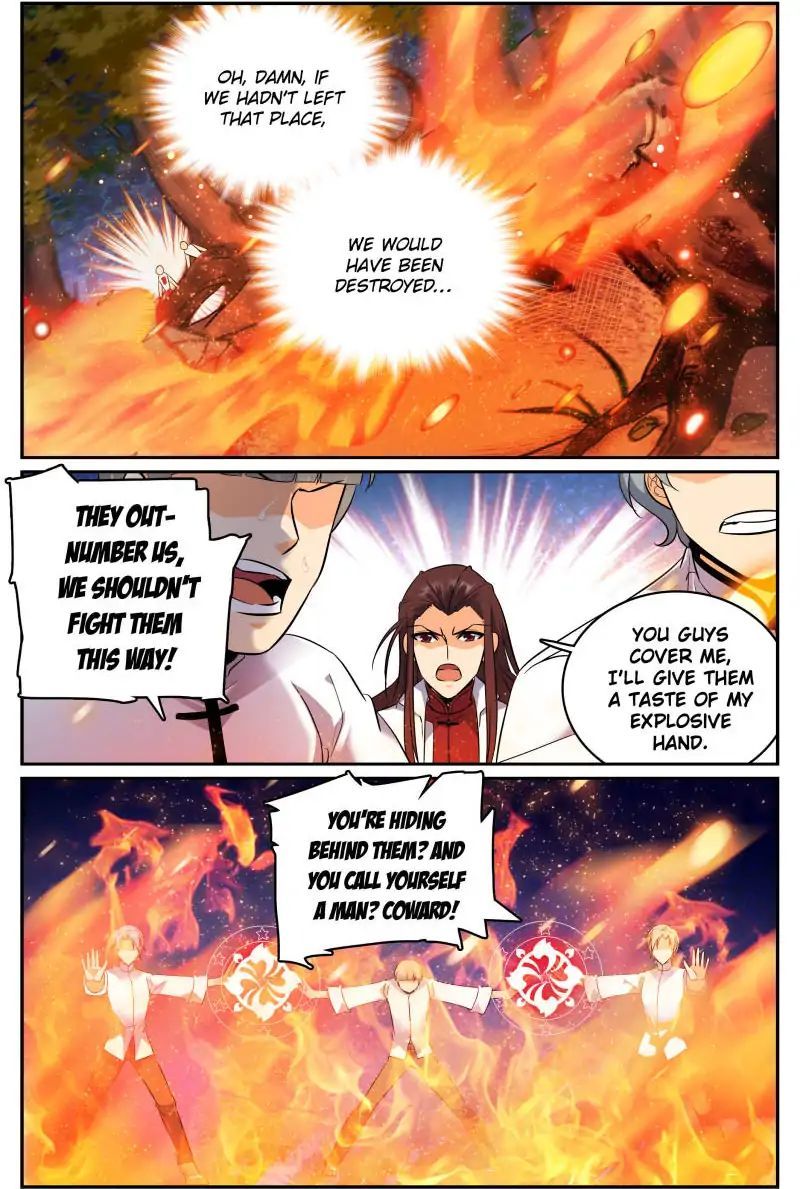 OH, DAMN, IF
WE HADN'T LEFT
THAT PLACE,
WE WOULD
HAVE BEEN
DESTROYED...
THEY OUT-
NUMBER US,
WE SHOULDN'T
FIGHT THEM
THIS WAY!
YOU GUYS
COVER ME,
I'LL GIVE THEM
A TASTE OF MY
EXPLOSIVE
HAND.
YOU'RE HIDING
BEHIND THEM? AND
YOU CALL YOURSELF
A MAN? COWARD!